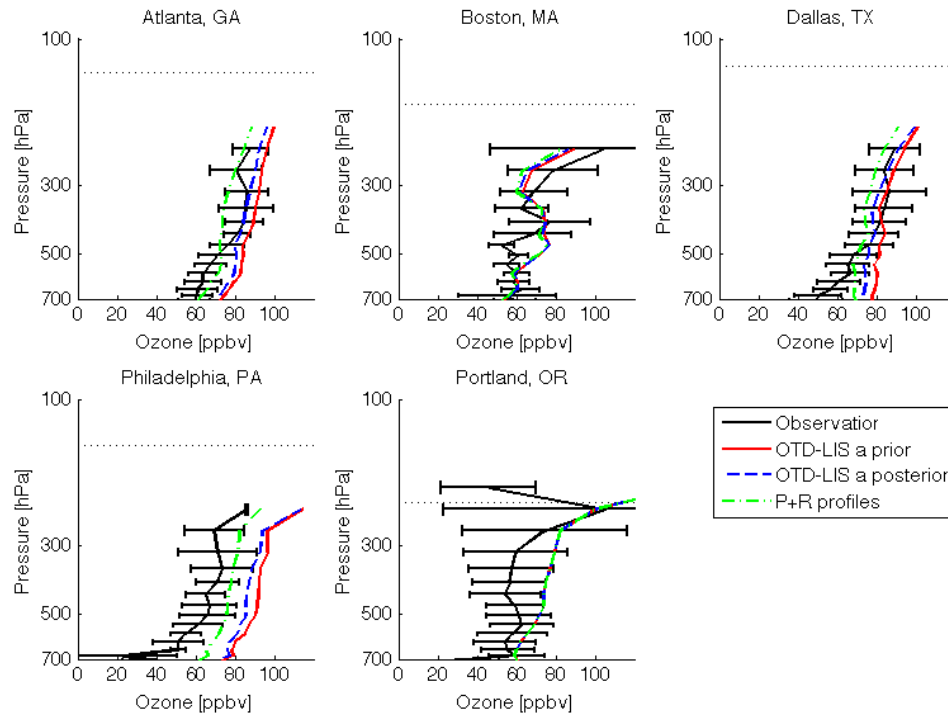 Atlanta, GA
Boston, MA
Dallas, TX
100
300
500
700
Pressure [hPa]
0 20 40 60 80 100
Ozone [ppbv]
100
300
500
700
Pressure [hPa]
0 20 40 60 80 100
Ozone [ppbv]
100
300
500
700
Pressure [hPa]
0 20 40 60 80 100
Ozone [ppbv]
Philadelphia, PA
Portland, OR
100
300
500
700
Pressure [hPa]
0 20 40 60 80 100
Ozone [ppbv]
100
300
500
700
Pressure [hPa]
0 20 40 60 80 100
Ozone [ppbv]
Observation
OTD-LIS a prior
OTD-LIS a posterior
P+R profiles